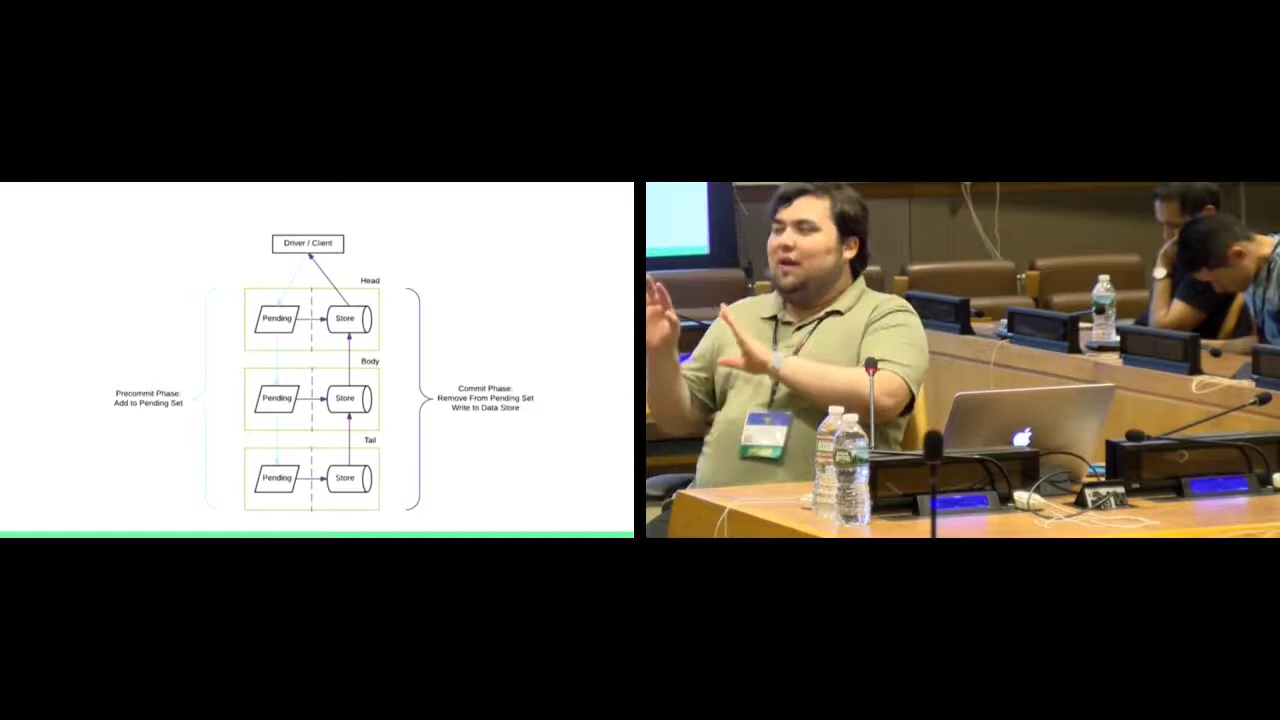 Driver / Client
Head
Pending
Store
Body
Precommit Phase:
Add to Pending Set
Pending
Store
Commit Phase:
Remove From Pending Set
Write to Data Store
Tail
Pending
Store